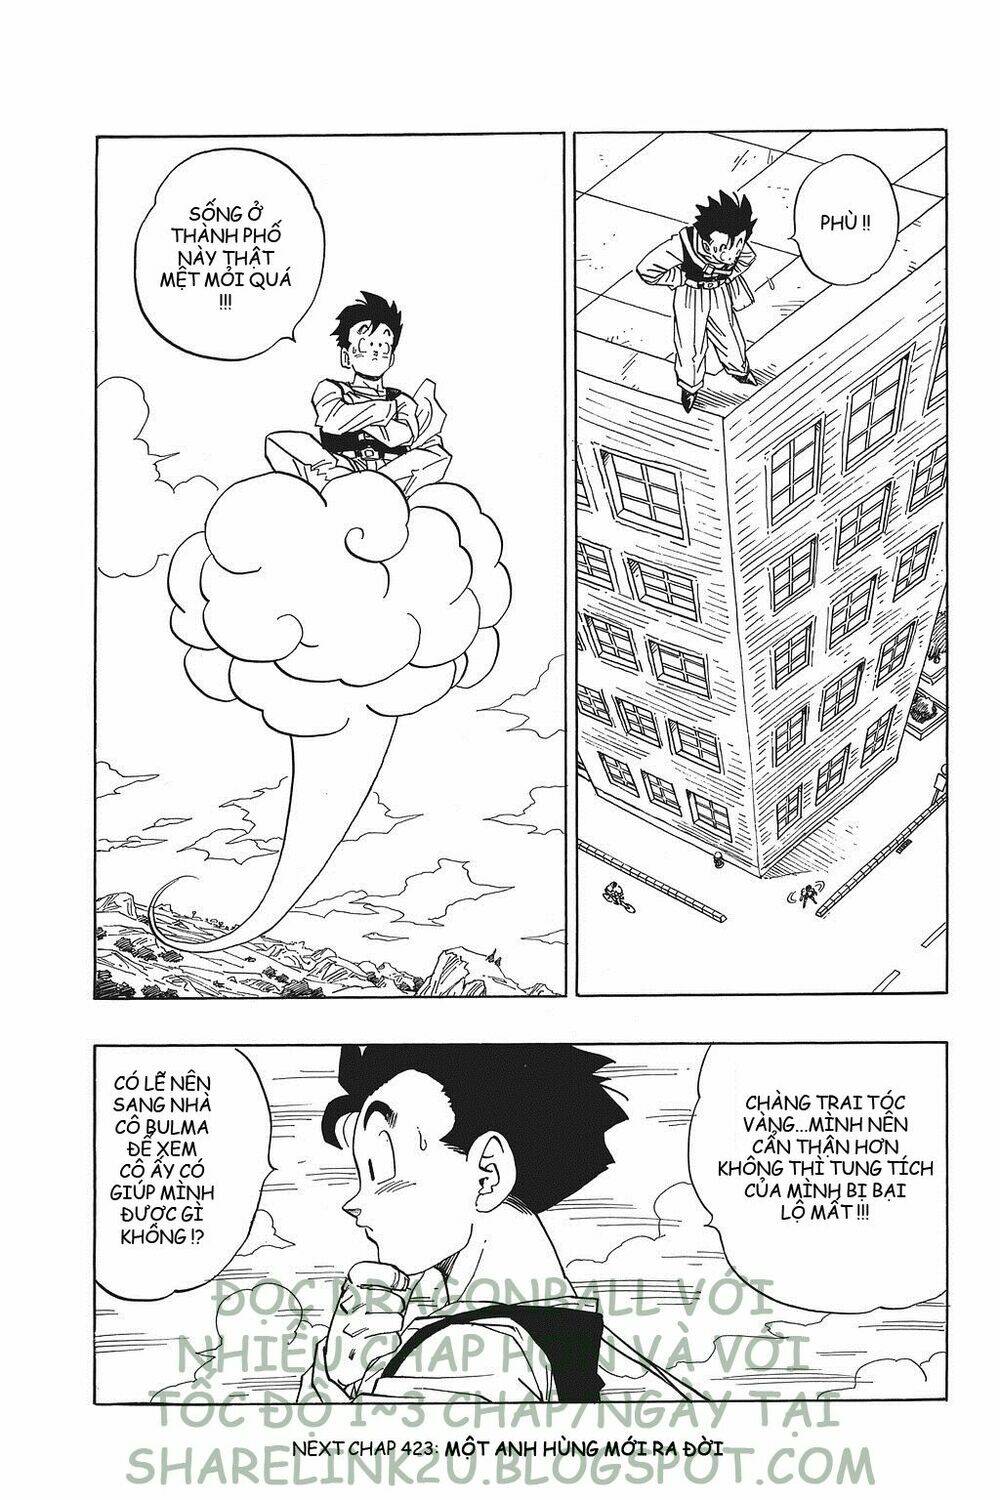 PHÙ !!
SỐNG Ở
THÀNH PHỐ
NÀY THẬT
MỆT MỎI QUÁ
!!!
CHÀNG TRAI TÓC
VÀNG...MÌNH NÊN
CẨN THẬN HƠN
KHÔNG THÌ TUNG TÍCH
CỦA MÌNH BỊ BẠI
LỘ MẤT !!!
CÓ LẼ NÊN
SANG NHÀ
CÔ BULMA
ĐỂ XEM
CÔ ẤY CÓ
GIÚP MÌNH
ĐƯỢC GÌ
KHÔNG !?
ĐỌC DRAGONBALL VỚI
NHIỀU CHAP HƠN VÀ VỚI
TỐC ĐỘ 1~3 CHAP/NGÀY TẠI
NEXT CHAP 423: MỘT ANH HÙNG MỚI RA ĐỜI
SHARELINK2U.BLOGSPOT.COM